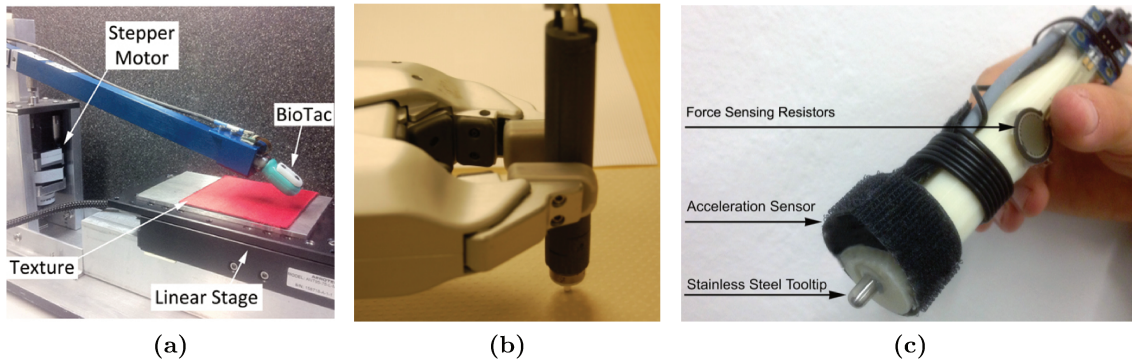 Stepper
Motor
BioTac
Texture
Linear Stage
Force Sensing Resistors
Acceleration Sensor
Stainless Steel Tooltip
(a)
(b)
(c)